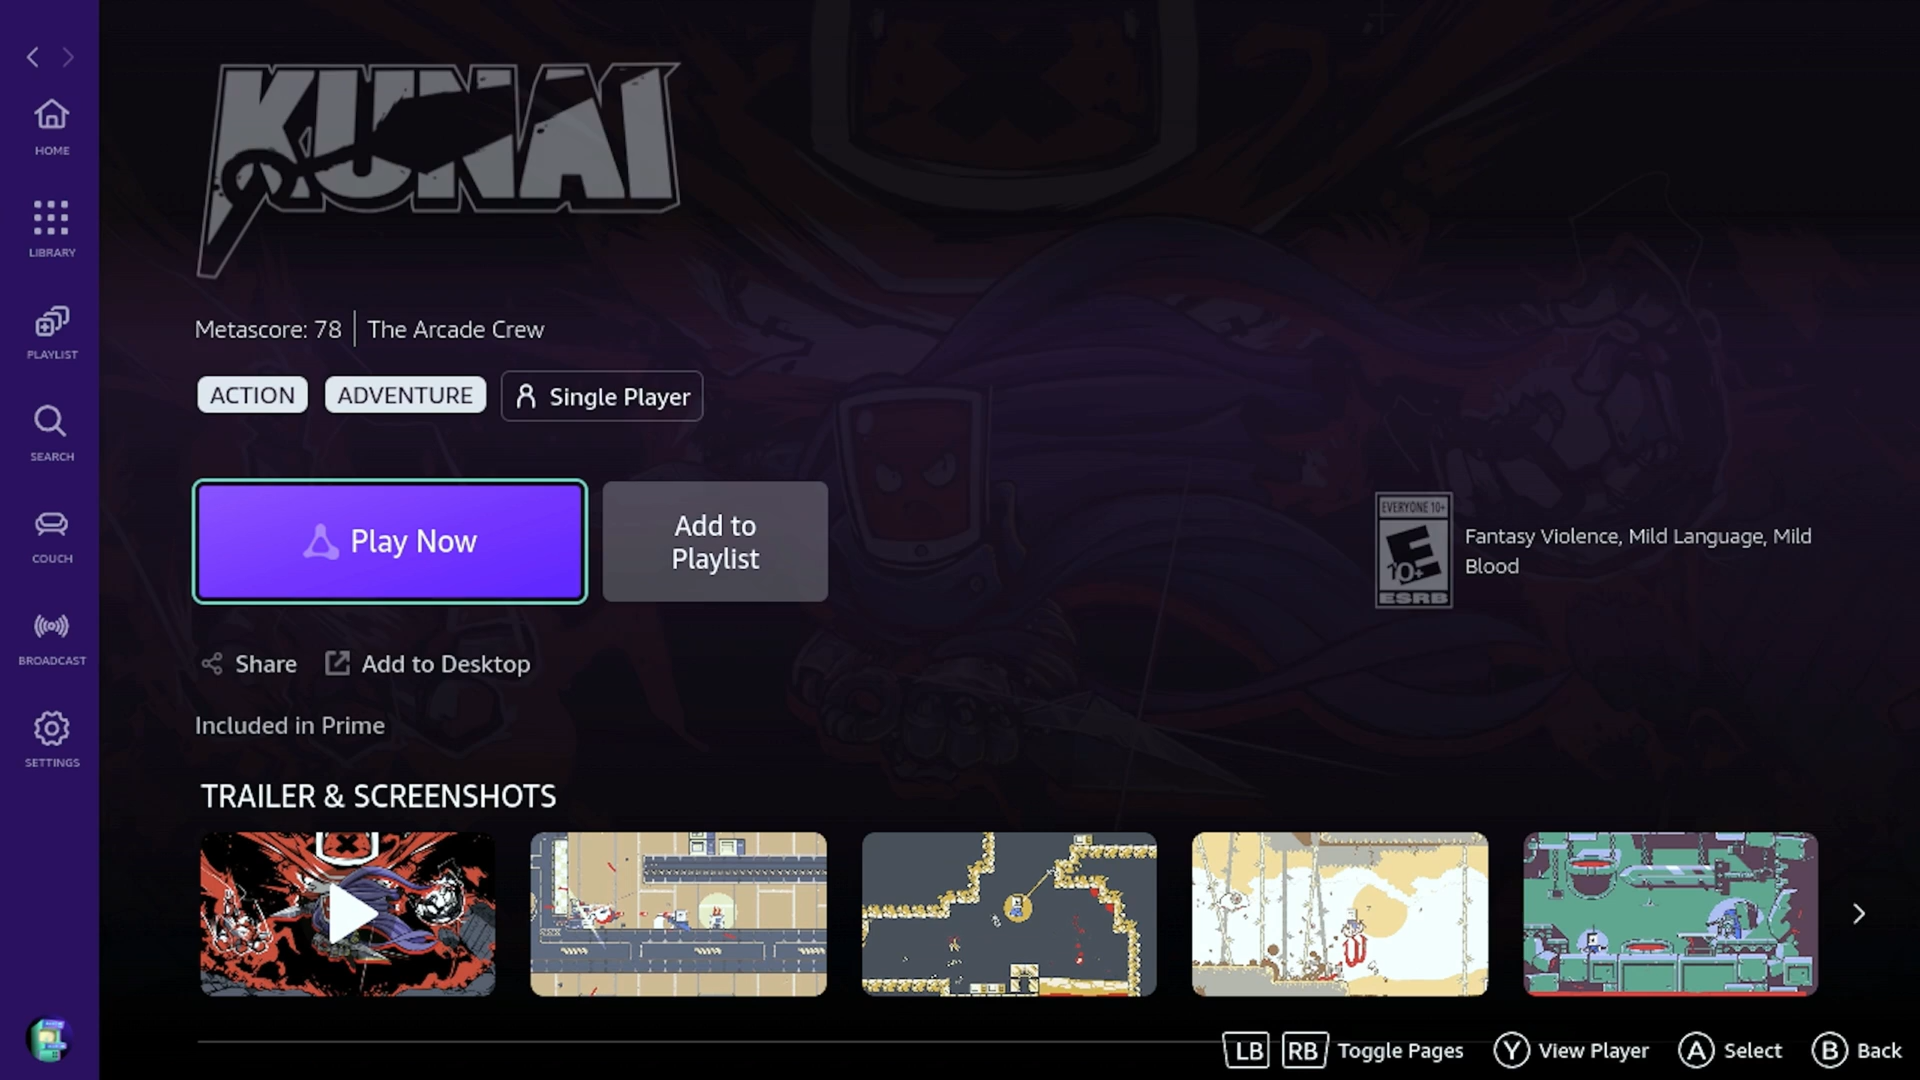 HOME
LIBRARY
PLAYLIST
SEARCH
COUCH
BROADCAST
SETTINGS
KUNAI
Metascore: 78
The Arcade Crew
ACTION
ADVENTURE
Single Player
Play Now
Add to
Playlist
EVERYONE 10+
E
10+
ESRB
Fantasy Violence, Mild Language, Mild
Blood
Share
Add to Desktop
Included in Prime
TRAILER & SCREENSHOTS
LB RB Toggle Pages Y View Player A Select B Back